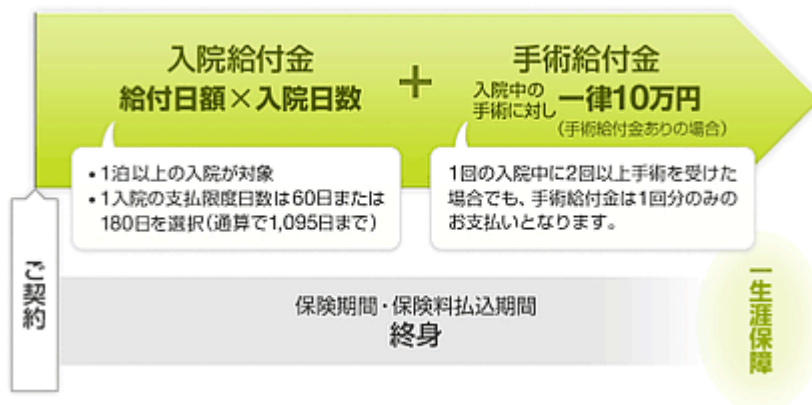 入院給付金
給付日額×入院日数
+
手術給付金
入院中の
手術に対し一律10万円
(手術給付金ありの場合)
・1泊以上の入院が対象
・1入院の支払限度日数は60日または
180日を選択(通算で1,095日まで)
1回の入院中に2回以上手術を受けた
場合でも、手術給付金は1回分のみの
お支払いとなります。
ご契約
保険期間・保険料払込期間
終身
一生涯保障